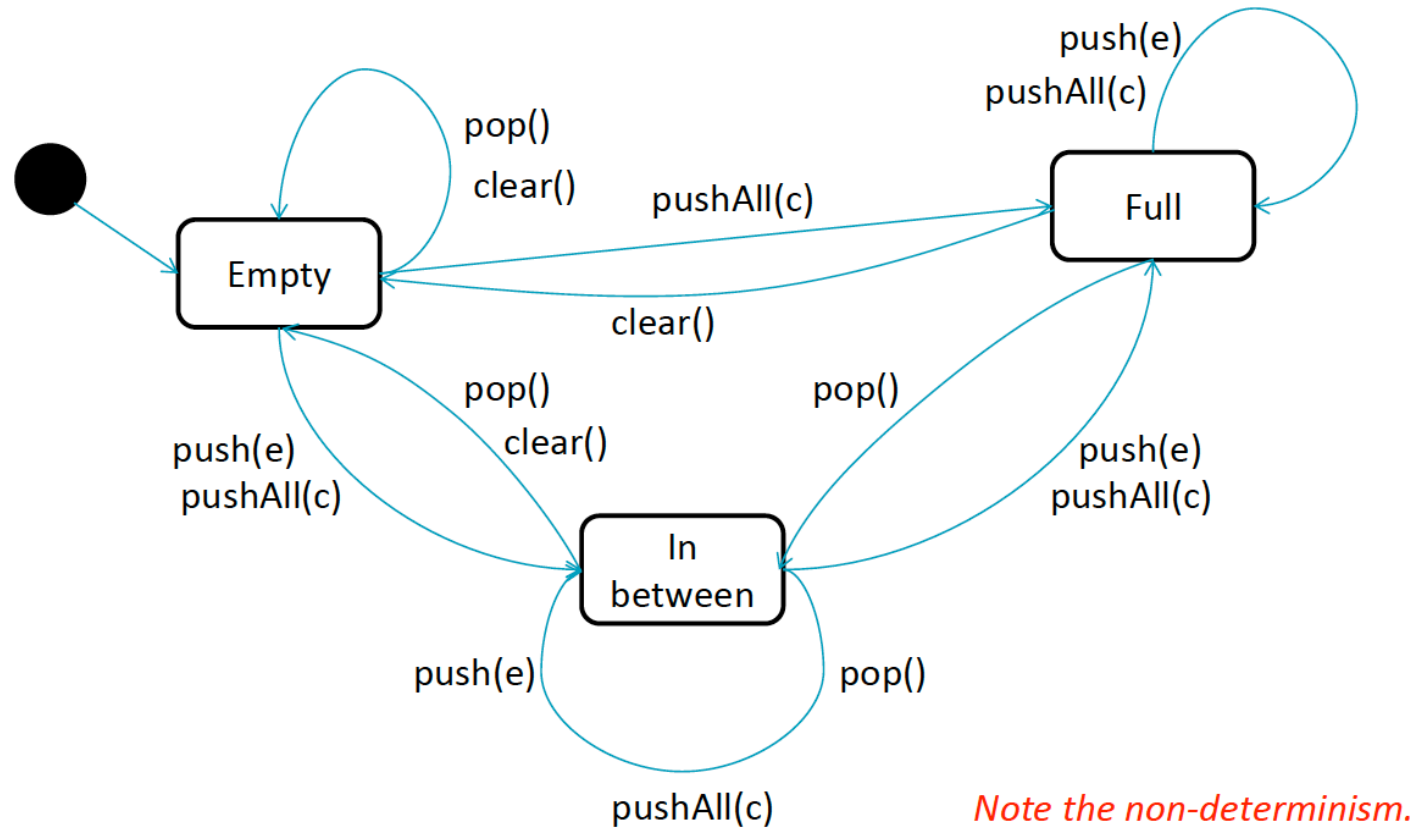 push(e)
pushAll(c)
pop()
clear()
pushAll(c)
Full
Empty
clear()
pop()
clear()
pop()
push(e)
pushAll(c)
push(e)
pushAll(c)
In
between
push(e)
pop()
pushAll(c)
Note the non-determinism.